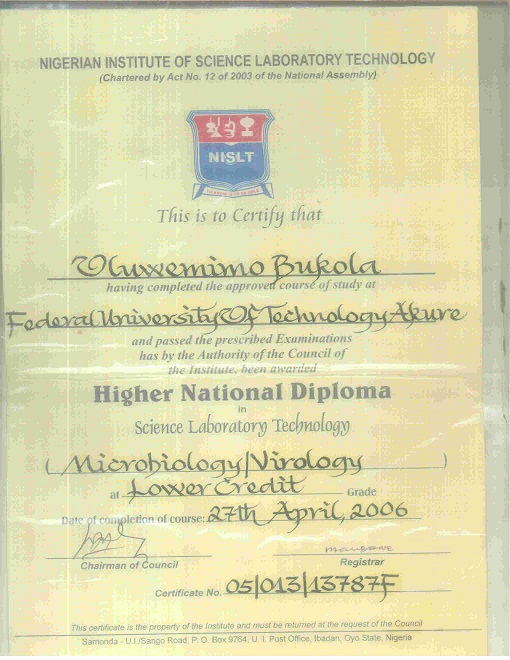 NIGERIAN INSTITUTE OF SCIENCE LABORATORY TECHNOLOGY
(Chartered by Act No. 12 of 2003 of the National Assembly)
NISLT
This is to Certify that
Oluwemimo Bukola
having completed the approved course of study at
Federal University Of Technology Akure
and passed the prescribed Examinations
has by the Authority of the Council of
the Institute, been awarded
Higher National Diploma
in
Science Laboratory Technology
( Microbiology/Virology )
at Lower Credit Grade
Date of completion of course: 27th April, 2006
Chairman of Council
Registrar
Certificate No. 05/013/13787F
This certificate is the property of the Institute and must be returned at the request of the Council
Samonda - U.I./Sango Road, P. O. Box 9764, U. I. Post Office, Ibadan, Oyo State, Nigeria